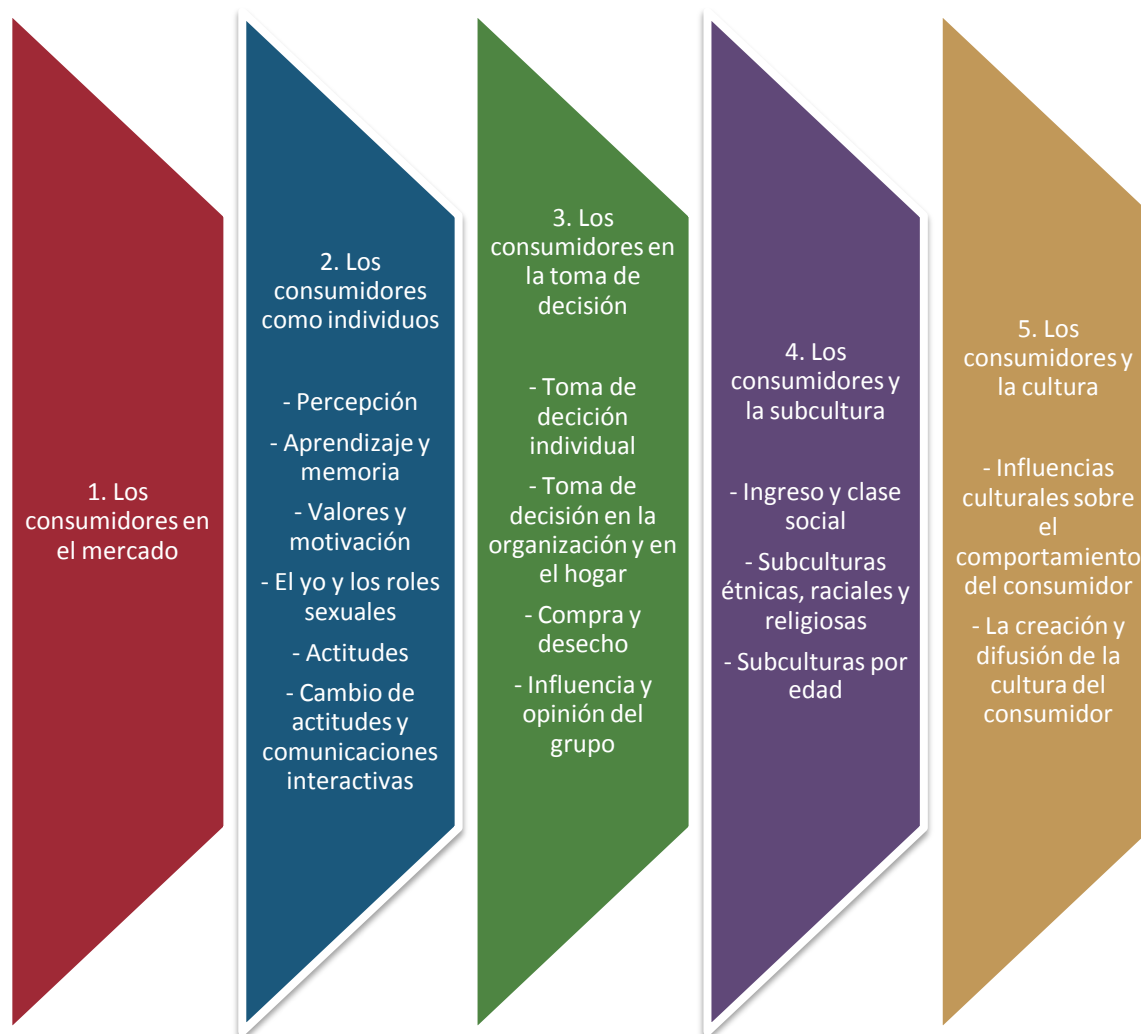 1. Los
consumidores en
el mercado
2. Los
consumidores
como individuos
- Percepción
- Aprendizaje y
memoria
- Valores y
motivación
- El yo y los roles
sexuales
- Actitudes
- Cambio de
actitudes y
comunicaciones
interactivas
3. Los
consumidores en
la toma de
decisión
- Toma de
decición
individual
- Toma de
decisión en la
organización y en
el hogar
- Compra y
desecho
- Influencia y
opinión del
grupo
4. Los
consumidores y
la subcultura
- Ingreso y clase
social
- Subculturas
étnicas, raciales y
religiosas
- Subculturas por
edad
5. Los
consumidores y
la cultura
- Influencias
culturales sobre
el
comportamiento
del consumidor
- La creación y
difusión de la
cultura del
consumidor